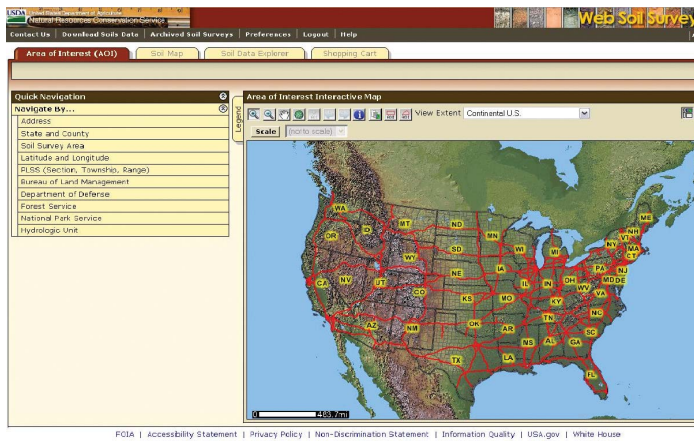 USDA United States Department of Agriculture
Natural Resources Conservation Service
Web Soil Survey
Contact Us | Download Soils Data | Archived Soil Surveys | Preferences | Logout | Help
Area of Interest (AOI)
Soil Map
Soil Data Explorer
Shopping Cart
Quick Navigation
Navigate By...
Address
State and County
Soil Survey Area
Latitude and Longitude
PLSS (Section, Township, Range)
Bureau of Land Management
Department of Defense
Forest Service
National Park Service
Hydrologic Unit
Legend
Area of Interest Interactive Map
View Extent Continental U.S.
Scale (not to scale)
WA MT ND MN ME
OR ID SD WI MI NY VT NH MA CT
WY NE IA PA NJ
CA NV UT CO IL IN OH WV MD DE VA
KS MO KY
AZ NM OK AR TN NC SC
TX LA MS AL GA
FL
0 483.7mi
FOIA | Accessibility Statement | Privacy Policy | Non-Discrimination Statement | Information Quality | USA.gov | White House